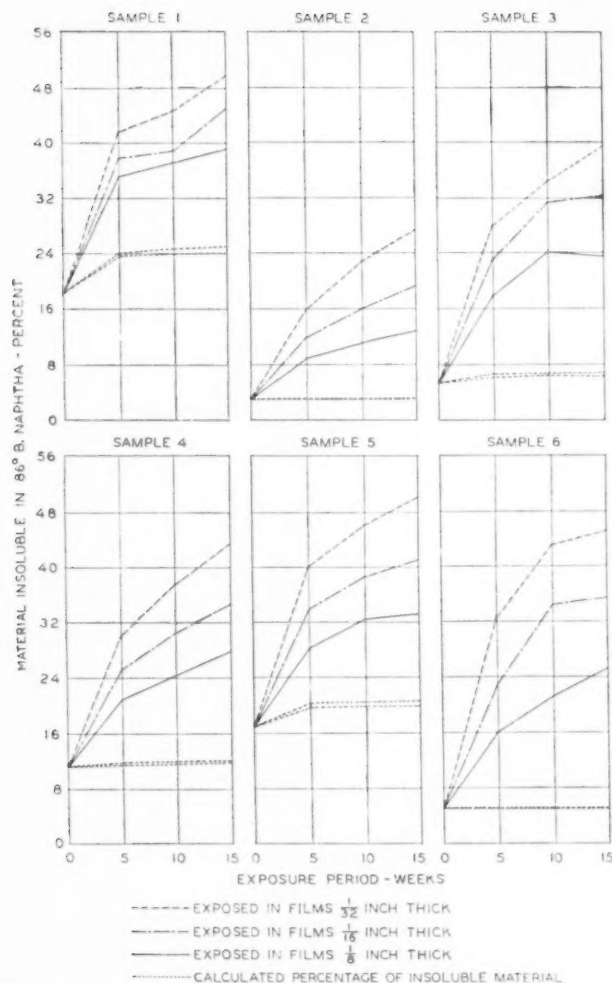 SAMPLE 1 SAMPLE 2 SAMPLE 3
56
48
40
32
24
16
8
0
SAMPLE 4 SAMPLE 5 SAMPLE 6
56
48
40
32
24
16
8
0
MATERIAL INSOLUBLE IN 86° B. NAPHTHA - PERCENT
0 5 10 15 0 5 10 15 0 5 10 15
EXPOSURE PERIOD - WEEKS
EXPOSED IN FILMS 1/32 INCH THICK
EXPOSED IN FILMS 1/16 INCH THICK
EXPOSED IN FILMS 1/8 INCH THICK
CALCULATED PERCENTAGE OF INSOLUBLE MATERIAL